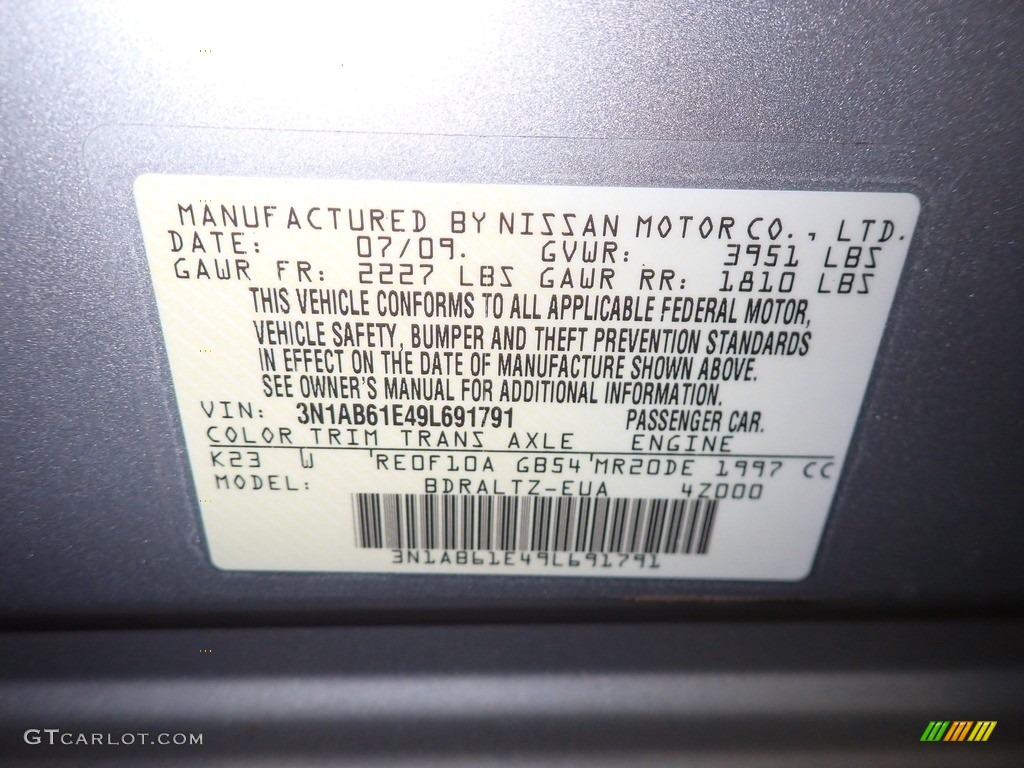 MANUFACTURED BY NISSAN MOTOR CO., LTD.
DATE: 07/09. GVWR: 3951 LBS
GAWR FR: 2227 LBS GAWR RR: 1810 LBS
THIS VEHICLE CONFORMS TO ALL APPLICABLE FEDERAL MOTOR,
VEHICLE SAFETY, BUMPER AND THEFT PREVENTION STANDARDS
IN EFFECT ON THE DATE OF MANUFACTURE SHOWN ABOVE.
SEE OWNER'S MANUAL FOR ADDITIONAL INFORMATION.
VIN: 3N1AB61E49L691791 PASSENGER CAR.
COLOR TRIM TRANS AXLE ENGINE
K23 W RE0F10A GB54 MR20DE 1997 CC
MODEL: BDRALTZ-EUA 4Z000
3N1AB61E49L691791
GTCARLOT.COM